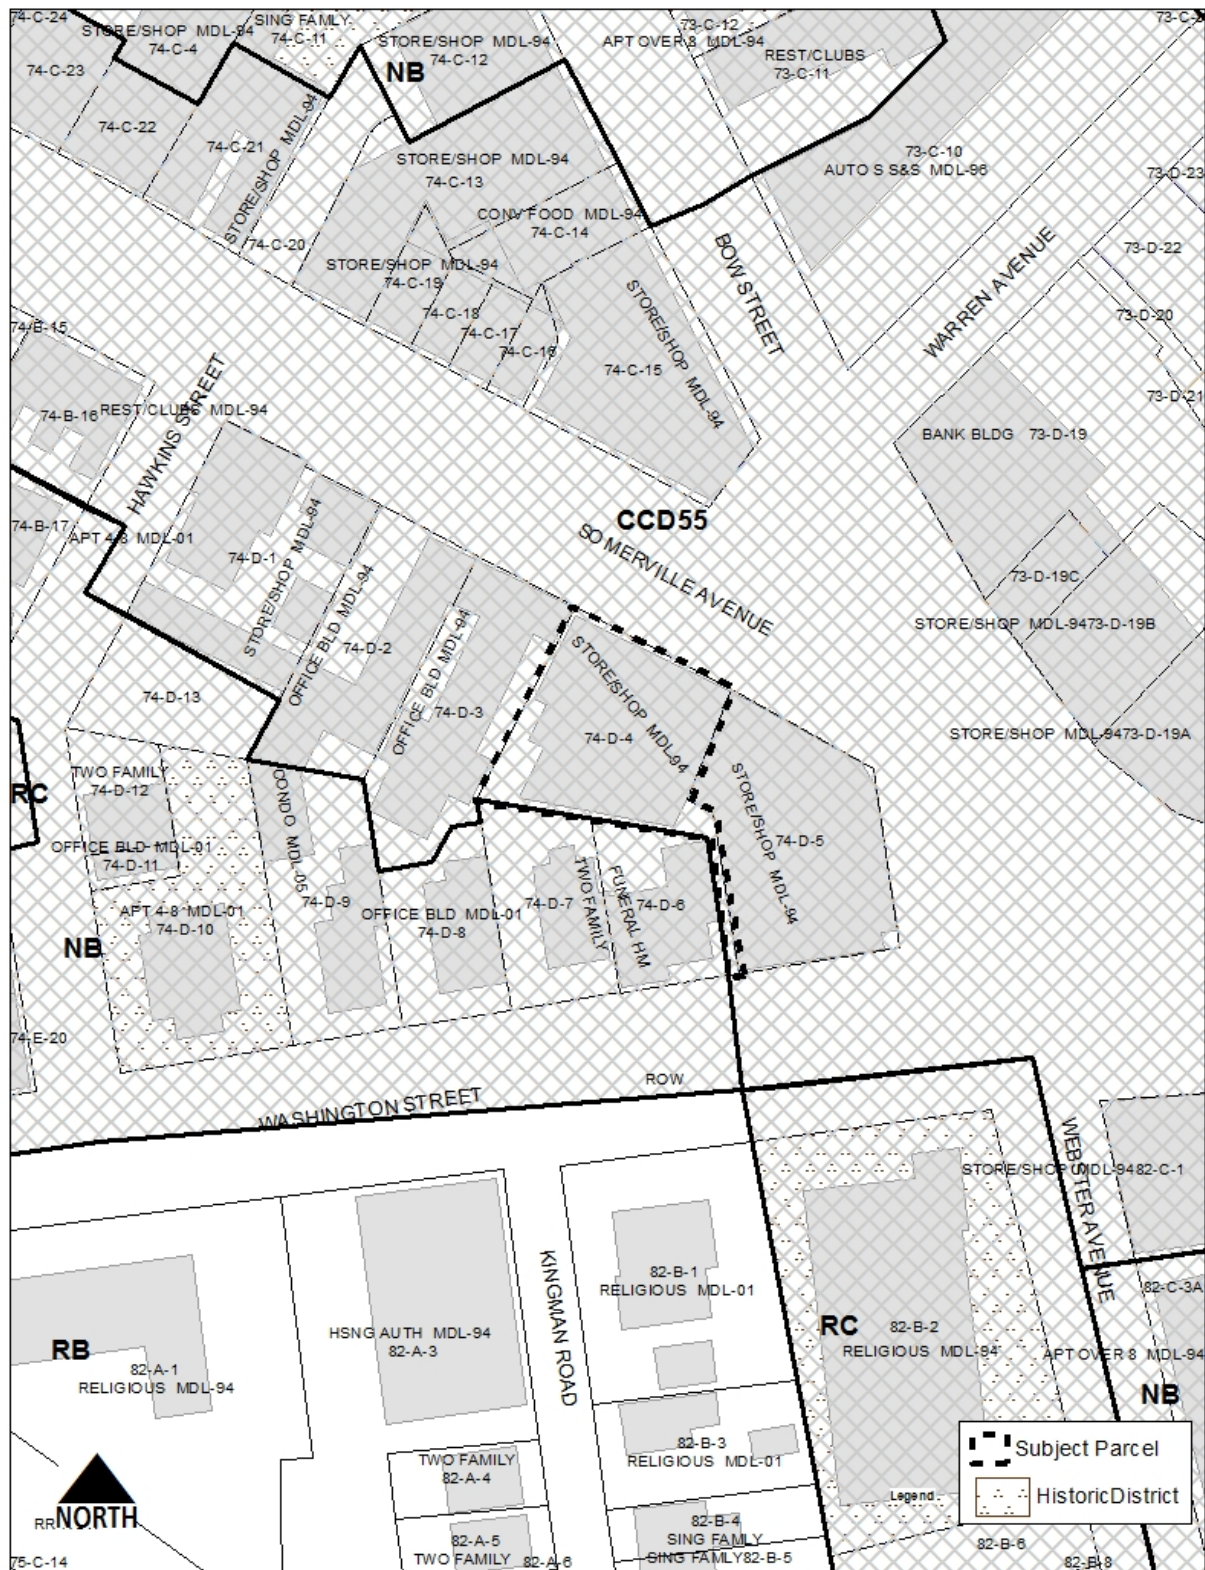 74-C-24
STORE/SHOP MDL-94
74-C-4
SING FAMILY
74-C-11
STORE/SHOP MDL-94
74-C-12
NB
73-C-12
APT OVER 8 MDL-94
REST/CLUBS
73-C-11
74-C-23
74-C-22
74-C-21
STORE/SHOP MDL-94
74-C-20
STORE/SHOP MDL-94
74-C-13
CONV FOOD MDL-94
74-C-14
73-C-10
AUTO S S&S MDL-96
73-D-23
73-D-22
BOW STREET
WARREN AVENUE
STORE/SHOP MDL-94
74-C-19
74-C-18
74-C-17
74-C-16
STORE/SHOP MDL-94
74-C-15
73-D-20
73-D-21
74-B-15
HAWKINS STREET
74-B-16
REST/CLUBS MDL-94
BANK BLDG 73-D-19
74-B-17
APT 4-8 MDL-01
74-D-1
STORE/SHOP MDL-94
CCD55
SOMERVILLE AVENUE
73-D-19C
STORE/SHOP MDL-9473-D-19B
STORE/SHOP MDL-9473-D-19A
OFFICE BLD MDL-94
74-D-2
OFFICE BLD MDL-94
74-D-3
STORE/SHOP MDL-94
74-D-4
74-D-13
STORE/SHOP MDL-94
74-D-5
RC
TWO FAMILY
74-D-12
OFFICE BLD MDL-01
74-D-11
CONDO MDL-05
74-D-9
APT 4-8 MDL-01
74-D-10
OFFICE BLD MDL-01
74-D-8
74-D-7
TWO FAMILY
FUNERAL HM
74-D-6
NB
74-E-20
ROW
WASHINGTON STREET
WEBSTER AVENUE
STORE/SHOP MDL-9482-C-1
KINGMAN ROAD
82-B-1
RELIGIOUS MDL-01
82-C-3A
HSNG AUTH MDL-94
82-A-3
RC
82-B-2
RELIGIOUS MDL-94
APT OVER 8 MDL-94
RB
82-A-1
RELIGIOUS MDL-94
NB
82-B-3
RELIGIOUS MDL-01
TWO FAMILY
82-A-4
Subject Parcel
Legend
HistoricDistrict
NORTH
82-B-4
SING FAMLY
SING FAMLY82-B-5
82-A-5
TWO FAMILY
82-A-6
82-B-6
82-B-8
75-C-14